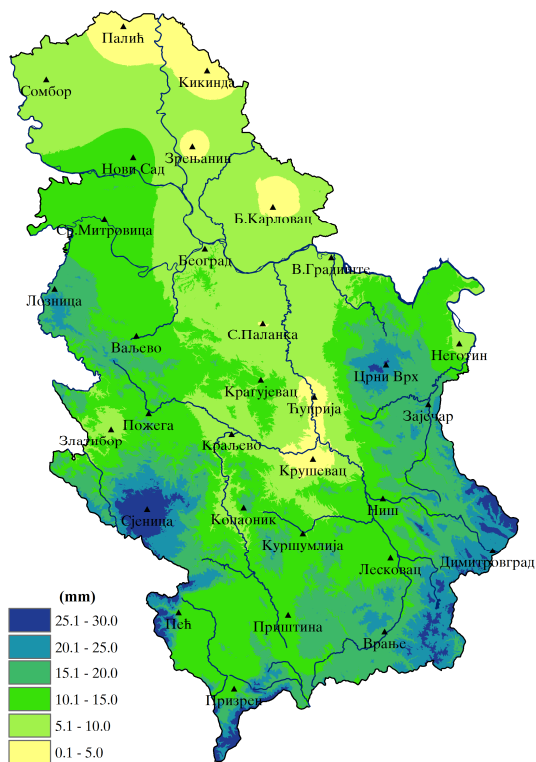 Палић
Кикинда
Сомбор
Зрењанин
Нови Сад
Б.Карловац
Ср.Митровица
Београд
В.Градиште
Лозница
С.Паланка
Ваљево
Неготин
Црни Врх
Крагујевац
Ћуприја
Зајечар
Пожега
Златибор
Краљево
Крушевац
Ниш
Сјеница
Копаоник
Куршумлија
Димитровград
Лесковац
(mm)
25.1 - 30.0
Пећ
Приштина
20.1 - 25.0
Врање
15.1 - 20.0
10.1 - 15.0
Призрен
5.1 - 10.0
0.1 - 5.0